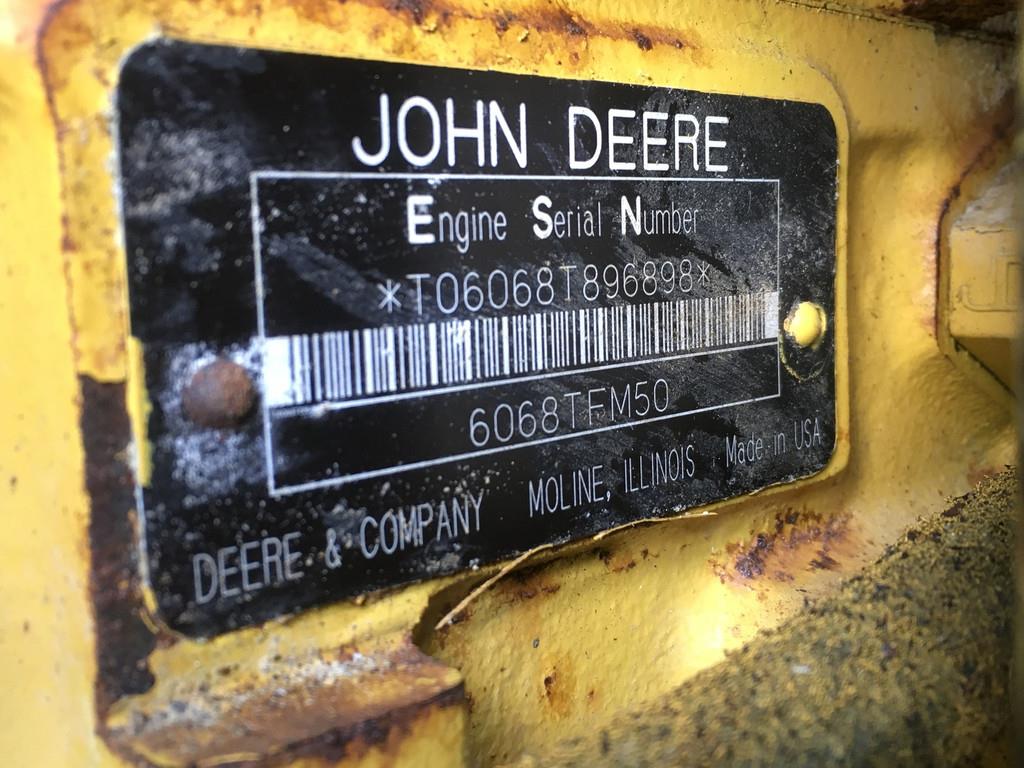 JOHN DEERE
Engine Serial Number
*T06068T896898*
6068TFM50
DEERE & COMPANY MOLINE, ILLINOIS Made in USA